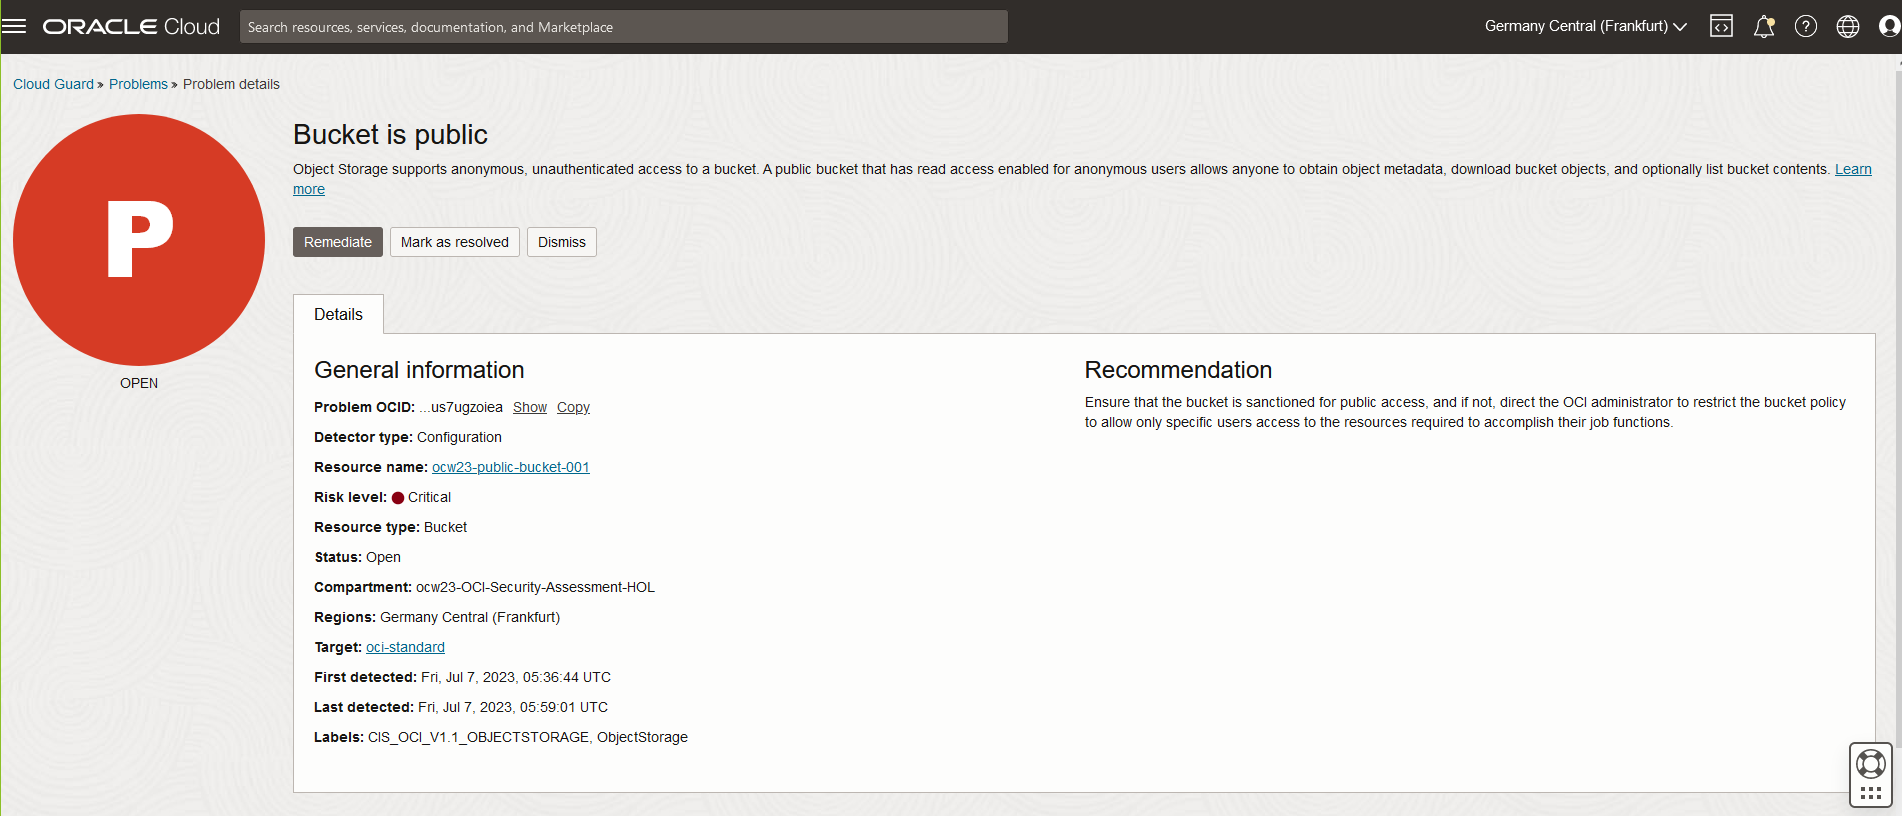 ORACLE Cloud
Search resources, services, documentation, and Marketplace
Germany Central (Frankfurt)
Cloud Guard » Problems » Problem details
P
OPEN
Bucket is public
Object Storage supports anonymous, unauthenticated access to a bucket. A public bucket that has read access enabled for anonymous users allows anyone to obtain object metadata, download bucket objects, and optionally list bucket contents. Learn
more
Remediate Mark as resolved Dismiss
Details
General information
Problem OCID: ...us7ugzoiea Show Copy
Detector type: Configuration
Resource name: ocw23-public-bucket-001
Risk level: Critical
Resource type: Bucket
Status: Open
Compartment: ocw23-OCI-Security-Assessment-HOL
Regions: Germany Central (Frankfurt)
Target: oci-standard
First detected: Fri, Jul 7, 2023, 05:36:44 UTC
Last detected: Fri, Jul 7, 2023, 05:59:01 UTC
Labels: CIS_OCI_V1.1_OBJECTSTORAGE, ObjectStorage
Recommendation
Ensure that the bucket is sanctioned for public access, and if not, direct the OCI administrator to restrict the bucket policy
to allow only specific users access to the resources required to accomplish their job functions.